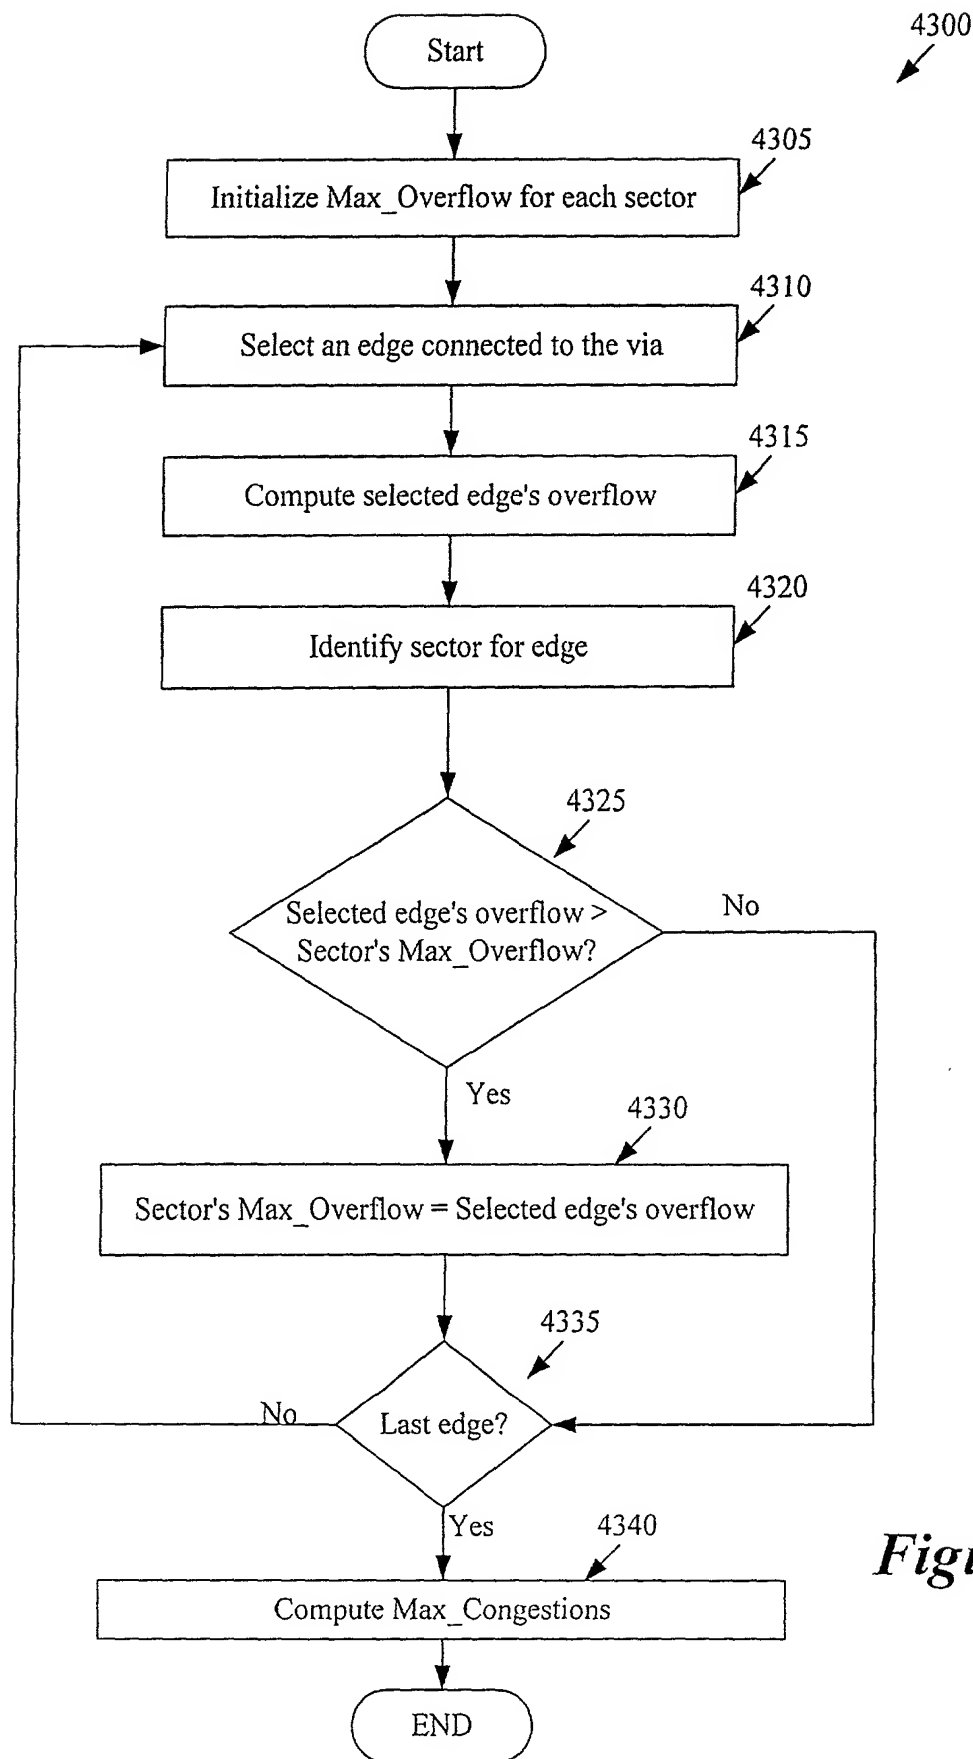 4300
Start
4305
Initialize Max_Overflow for each sector
4310
Select an edge connected to the via
4315
Compute selected edge's overflow
4320
Identify sector for edge
4325
Selected edge's overflow >
Sector's Max_Overflow?
No
Yes
4330
Sector's Max_Overflow = Selected edge's overflow
4335
Last edge?
No
Yes
4340
Compute Max_Congestions
END